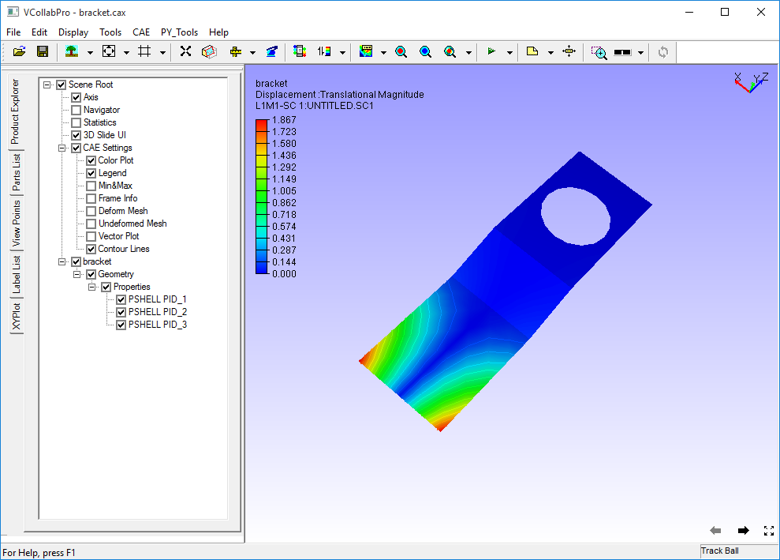 VCollabPro - bracket.cax
File Edit Display Tools CAE PY_Tools Help
Product Explorer
Parts List
View Points
Label List
XYPlot
Scene Root
Axis
Navigator
Statistics
3D Slide UI
CAE Settings
Color Plot
Legend
Min&Max
Frame Info
Deform Mesh
Undeformed Mesh
Vector Plot
Contour Lines
bracket
Geometry
Properties
PSHELL PID_1
PSHELL PID_2
PSHELL PID_3
bracket
Displacement :Translational Magnitude
L1M1-SC 1:UNTITLED.SC1
1.867
1.723
1.580
1.436
1.292
1.149
1.005
0.862
0.718
0.574
0.431
0.287
0.144
0.000
X Y Z
For Help, press F1
Track Ball